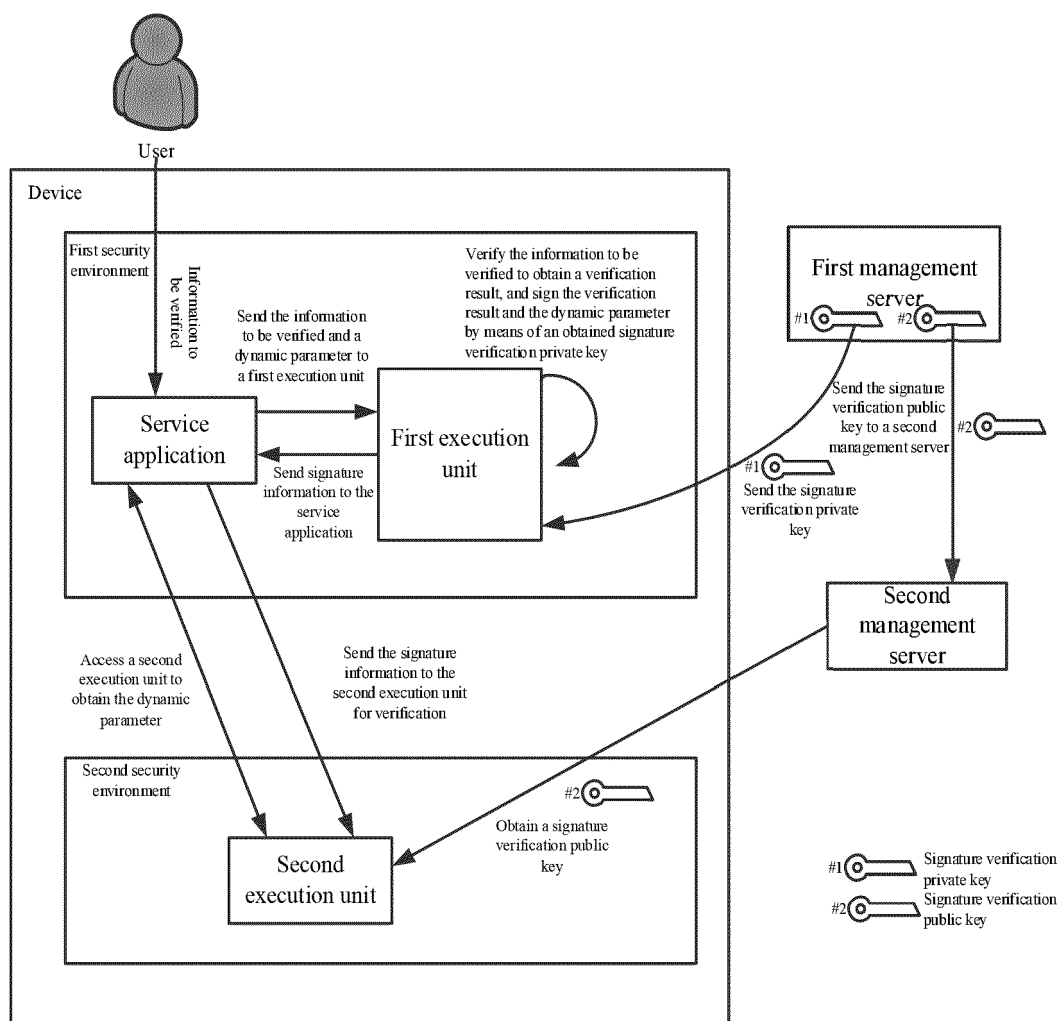 User
Device
First security
environment
Information to
be verified
Send the information
to be verified and a
dynamic parameter to
a first execution unit
Verify the information to be
verified to obtain a verification
result, and sign the verification
result and the dynamic parameter
by means of an obtained signature
verification private key
Service
application
First execution
unit
Send signature
information to the
service
application
First management
server
#1
#2
Send the signature
verification public
key to a second
management server
#2
#1
Send the signature
verification private
key
Second
management
server
Access a second
execution unit to
obtain the dynamic
parameter
Send the signature
information to the
second execution unit
for verification
Second security
environment
#2
Obtain a signature
verification public
key
Second
execution unit
#1
Signature verification
private key
#2
Signature verification
public key